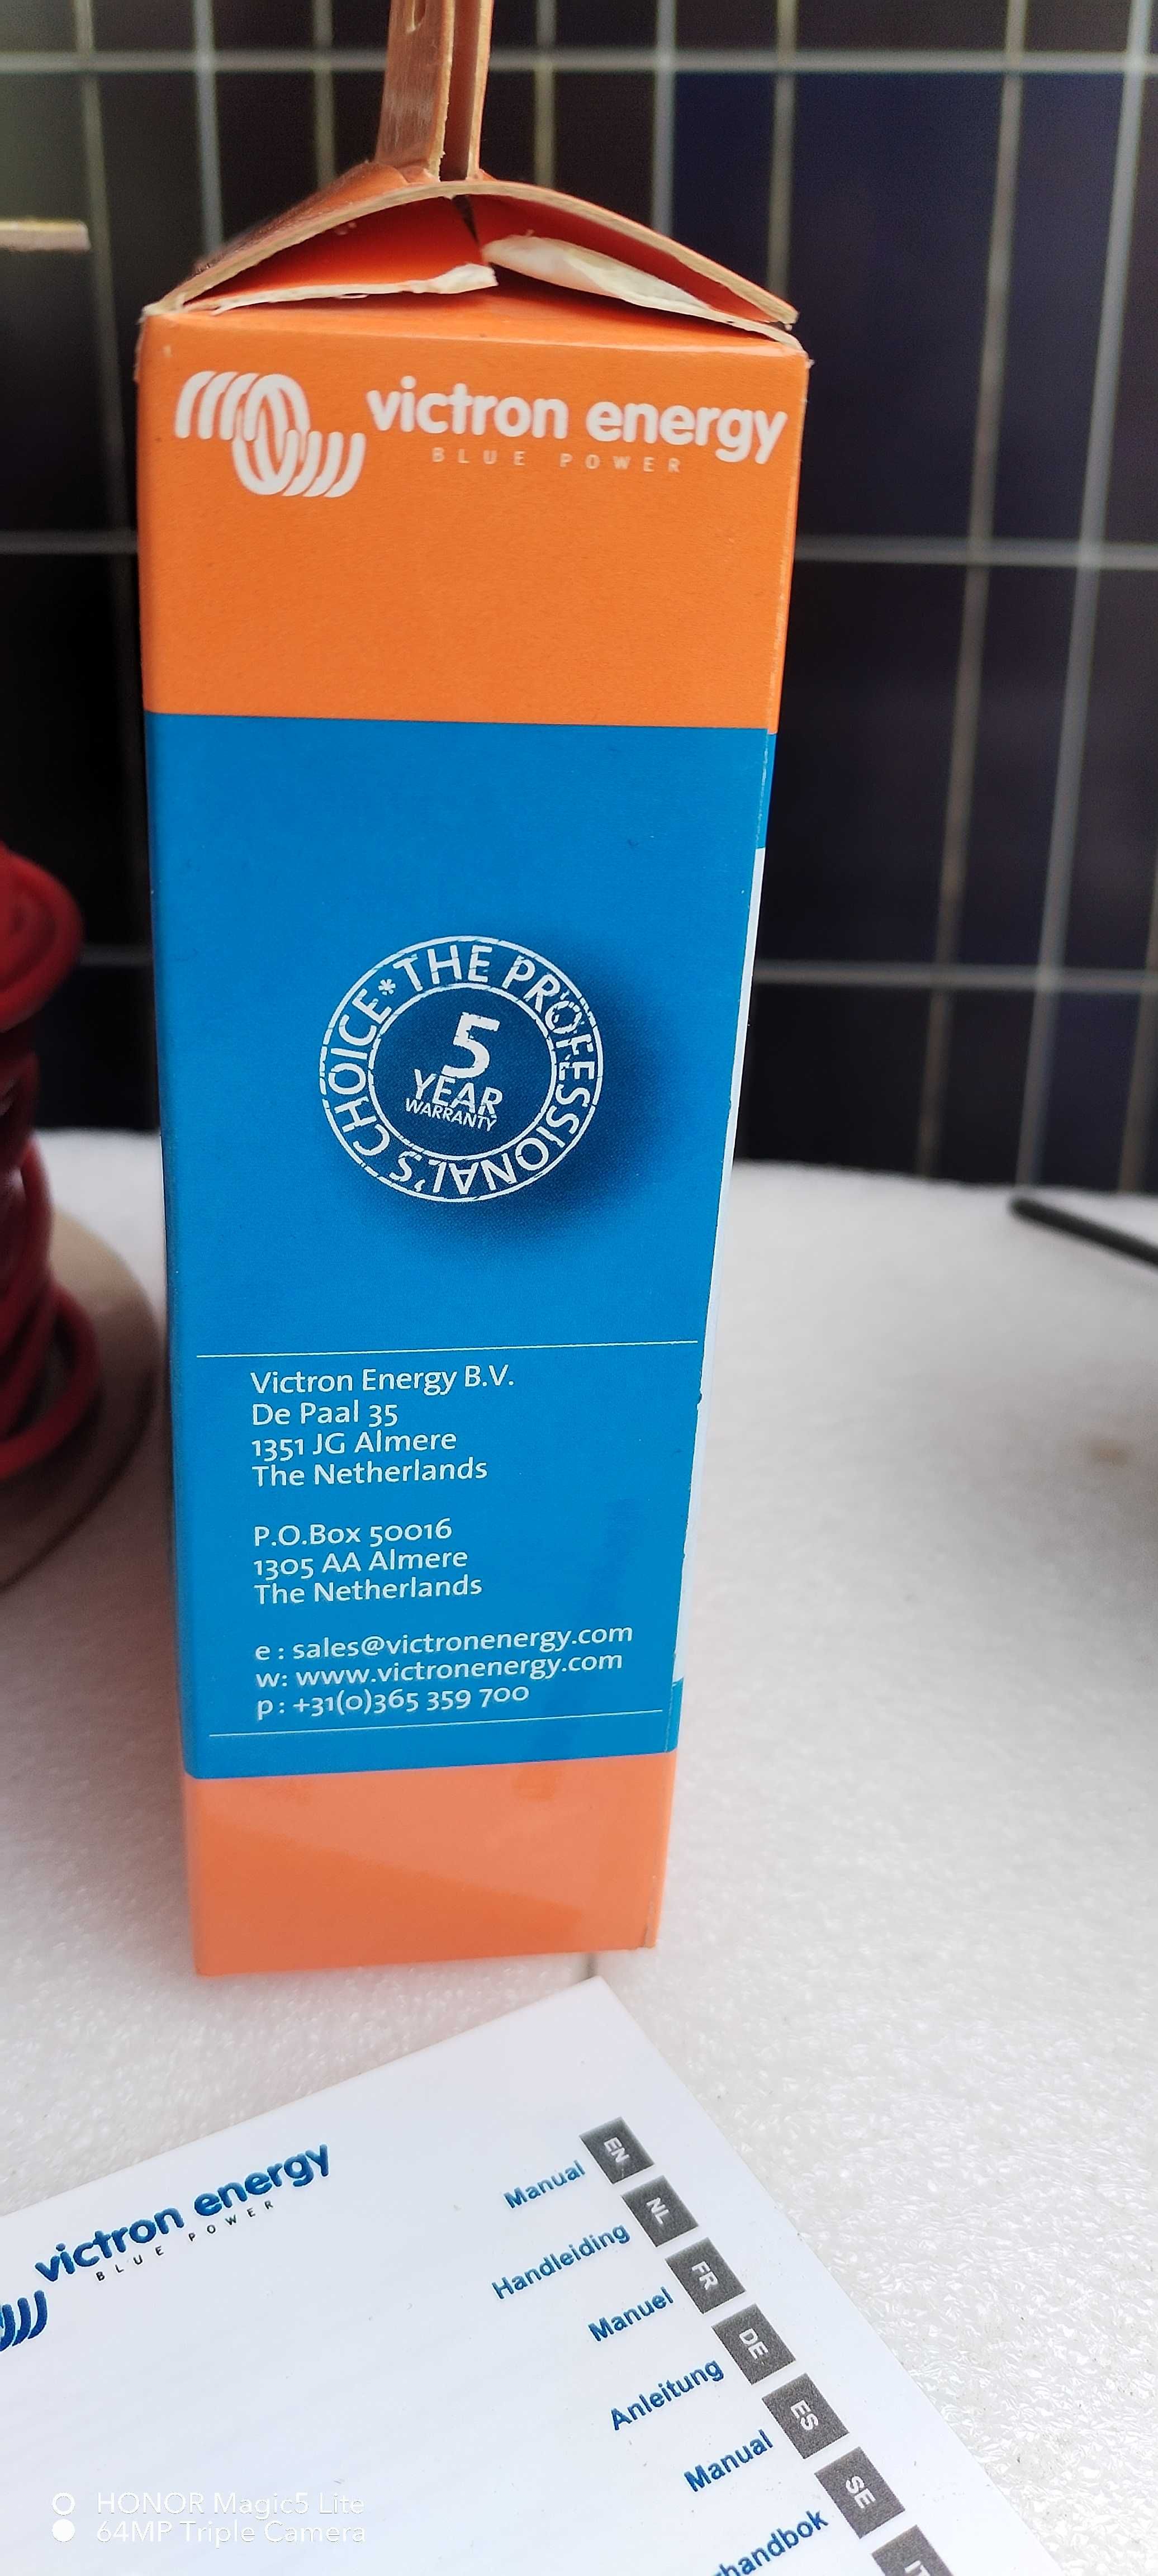 victron energy
BLUE POWER
THE PROFESSIONAL'S CHOICE*
5
YEAR
WARRANTY
Victron Energy B.V.
De Paal 35
1351 JG Almere
The Netherlands
P.O.Box 50016
1305 AA Almere
The Netherlands
e : sales@victronenergy.com
w: www.victronenergy.com
p : +31(0)365 359 700
victron energy
BLUE POWER
Manual EN
Handleiding NL
Manuel FR
Anleitung DE
Manual ES
SE
HONOR Magic5 Lite
64MP Triple Camera